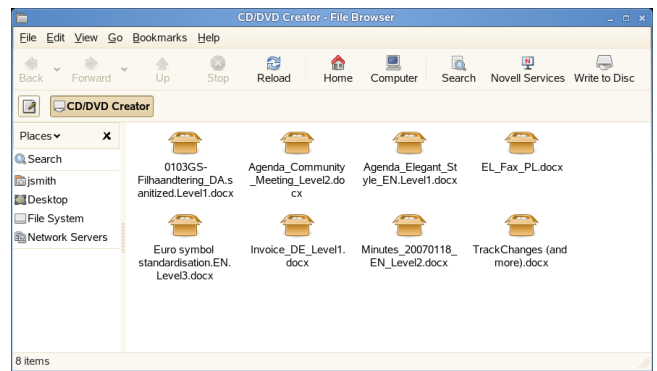 CD/DVD Creator - File Browser
File Edit View Go Bookmarks Help
Back Forward Up Stop Reload Home Computer Search Novell Services Write to Disc
CD/DVD Creator
Places
Search
jsmith
Desktop
File System
Network Servers
0103GS-
Filhaandtering_DA.s
anitized.Level1.docx
Agenda_Community
_Meeting_Level2.do
cx
Agenda_Elegant_St
yle_EN.Level1.docx
EL_Fax_PL.docx
Euro symbol
standardisation.EN.
Level3.docx
Invoice_DE_Level1.
docx
Minutes_20070118_
EN_Level2.docx
TrackChanges (and
more).docx
8 items